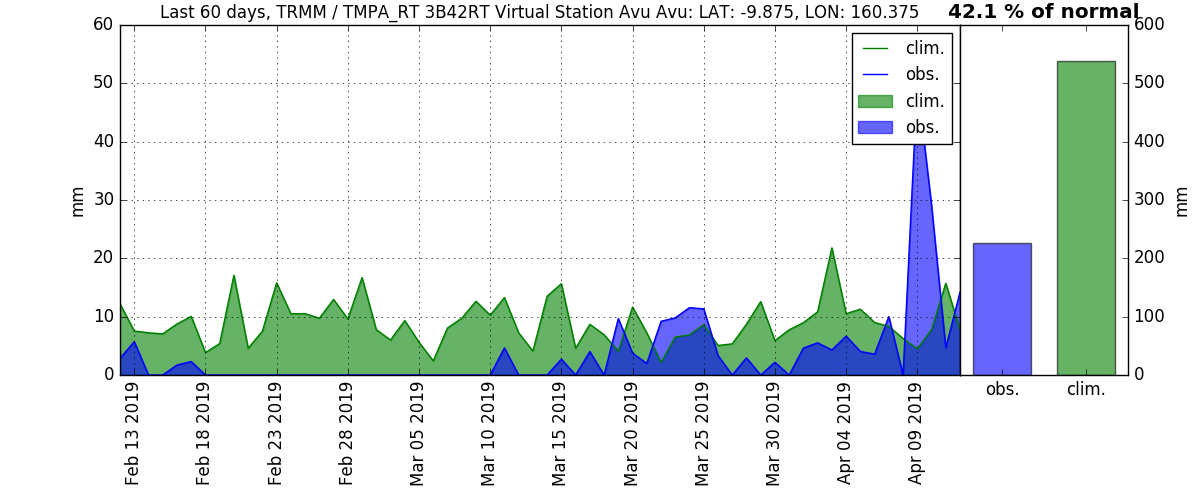 Last 60 days, TRMM / TMPA_RT 3B42RT Virtual Station Avu Avu: LAT: -9.875, LON: 160.375
42.1 % of normal
60
50
40
30
20
10
0
mm
clim.
obs.
clim.
obs.
600
500
400
300
200
100
0
mm
Feb 13 2019
Feb 18 2019
Feb 23 2019
Feb 28 2019
Mar 05 2019
Mar 10 2019
Mar 15 2019
Mar 20 2019
Mar 25 2019
Mar 30 2019
Apr 04 2019
Apr 09 2019
obs.
clim.